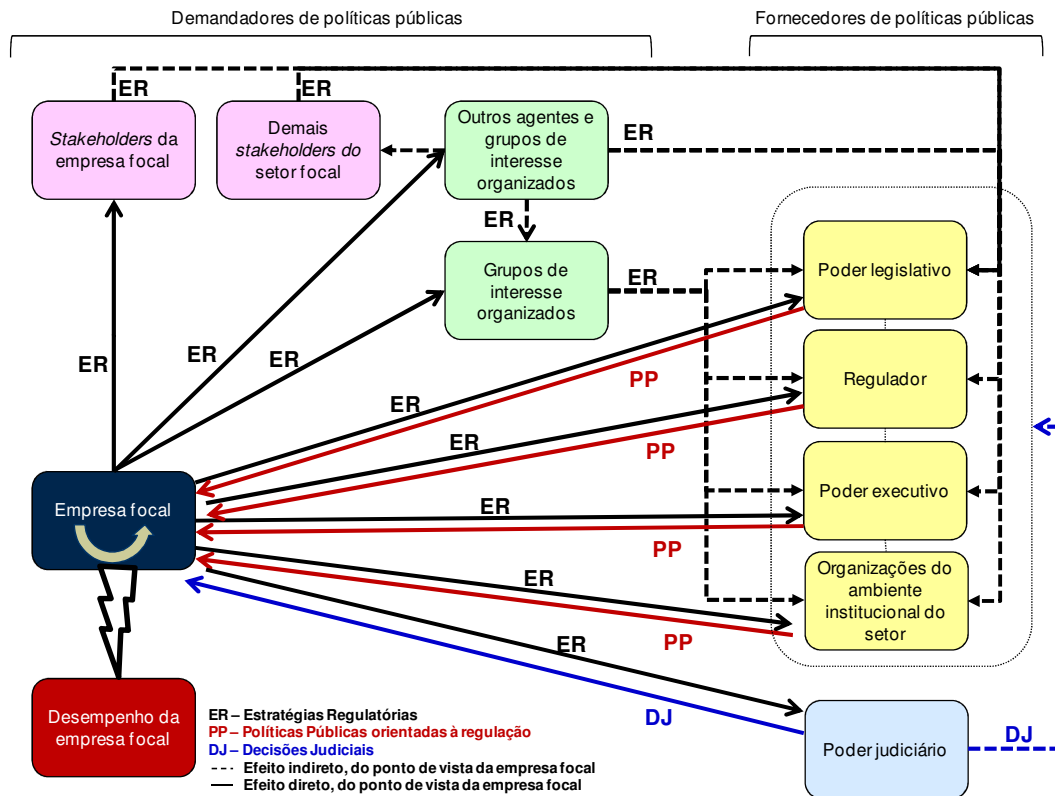 Demandadores de políticas públicas
Fornecedores de políticas públicas
ER
ER
Stakeholders da
empresa focal
Demais
stakeholders do
setor focal
Outros agentes e
grupos de
interesse
organizados
ER
ER
Grupos de
interesse
organizados
ER
Poder legislativo
ER
ER
ER
ER
PP
Regulador
ER
PP
Empresa focal
ER
PP
Poder executivo
ER
PP
Organizações do
ambiente
institucional do
setor
ER
DJ
Poder judiciário
DJ
Desempenho da
empresa focal
ER – Estratégias Regulatórias
PP – Políticas Públicas orientadas à regulação
DJ – Decisões Judiciais
Efeito indireto, do ponto de vista da empresa focal
Efeito direto, do ponto de vista da empresa focal